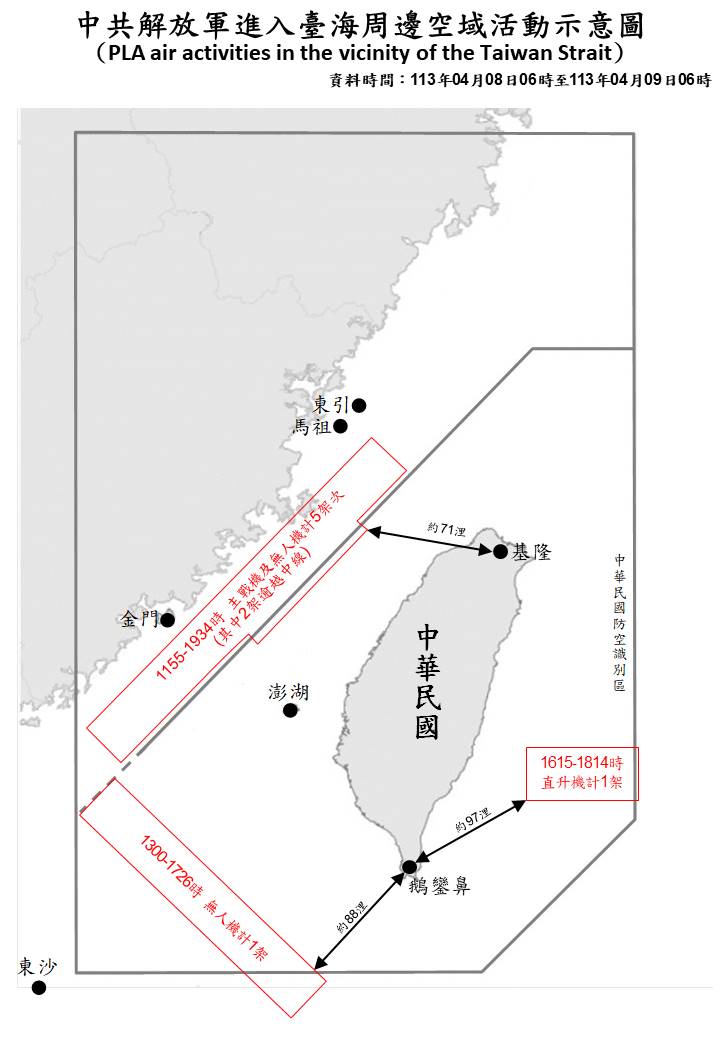 中共解放軍進入臺海周邊空域活動示意圖
（PLA air activities in the vicinity of the Taiwan Strait）
資料時間：113年04月08日06時至113年04月09日06時
東引
馬祖
1155-1934時 主戰機及無人機計5架次
(其中2架逾越中線)
約71浬
基隆
中華民國防空識別區
金門
中華民國
澎湖
1615-1814時
直升機計1架
約97浬
1300-1726時 無人機計1架
約88浬
鵝鑾鼻
東沙